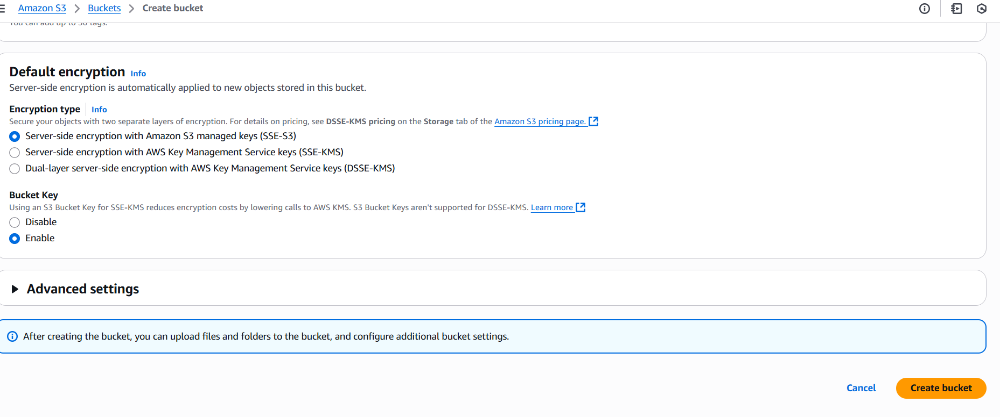 Amazon S3 > Buckets > Create bucket
You can add up to 50 tags.
Default encryption Info
Server-side encryption is automatically applied to new objects stored in this bucket.
Encryption type Info
Secure your objects with two separate layers of encryption. For details on pricing, see DSSE-KMS pricing on the Storage tab of the Amazon S3 pricing page.
Server-side encryption with Amazon S3 managed keys (SSE-S3)
Server-side encryption with AWS Key Management Service keys (SSE-KMS)
Dual-layer server-side encryption with AWS Key Management Service keys (DSSE-KMS)
Bucket Key
Using an S3 Bucket Key for SSE-KMS reduces encryption costs by lowering calls to AWS KMS. S3 Bucket Keys aren't supported for DSSE-KMS. Learn more
Disable
Enable
Advanced settings
After creating the bucket, you can upload files and folders to the bucket, and configure additional bucket settings.
Cancel
Create bucket